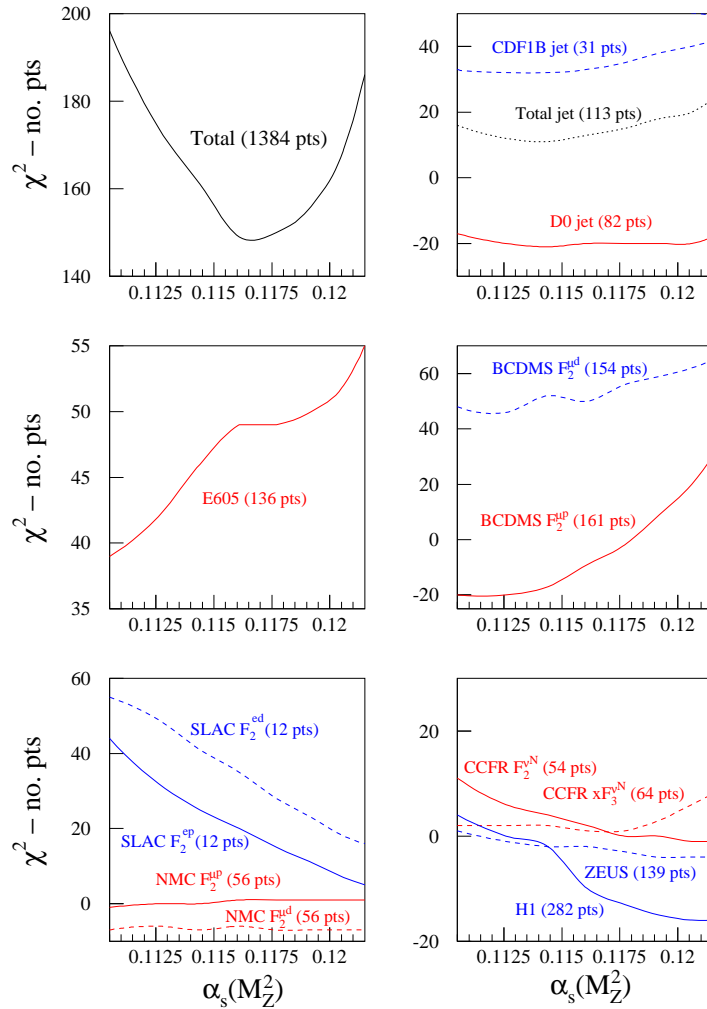 200
180
160
140
χ² – no. pts
Total (1384 pts)
0.1125 0.115 0.1175 0.12
40
20
0
-20
CDF1B jet (31 pts)
Total jet (113 pts)
D0 jet (82 pts)
0.1125 0.115 0.1175 0.12
55
50
45
40
35
χ² – no. pts
E605 (136 pts)
0.1125 0.115 0.1175 0.12
60
40
20
0
-20
BCDMS F₂^μd (154 pts)
BCDMS F₂^μp (161 pts)
0.1125 0.115 0.1175 0.12
60
40
20
0
χ² – no. pts
SLAC F₂^ed (12 pts)
SLAC F₂^ep (12 pts)
NMC F₂^μp (56 pts)
NMC F₂^μd (56 pts)
0.1125 0.115 0.1175 0.12
α_s(M_Z²)
20
0
-20
CCFR F₂^νN (54 pts)
CCFR xF₃^νN (64 pts)
ZEUS (139 pts)
H1 (282 pts)
0.1125 0.115 0.1175 0.12
α_s(M_Z²)